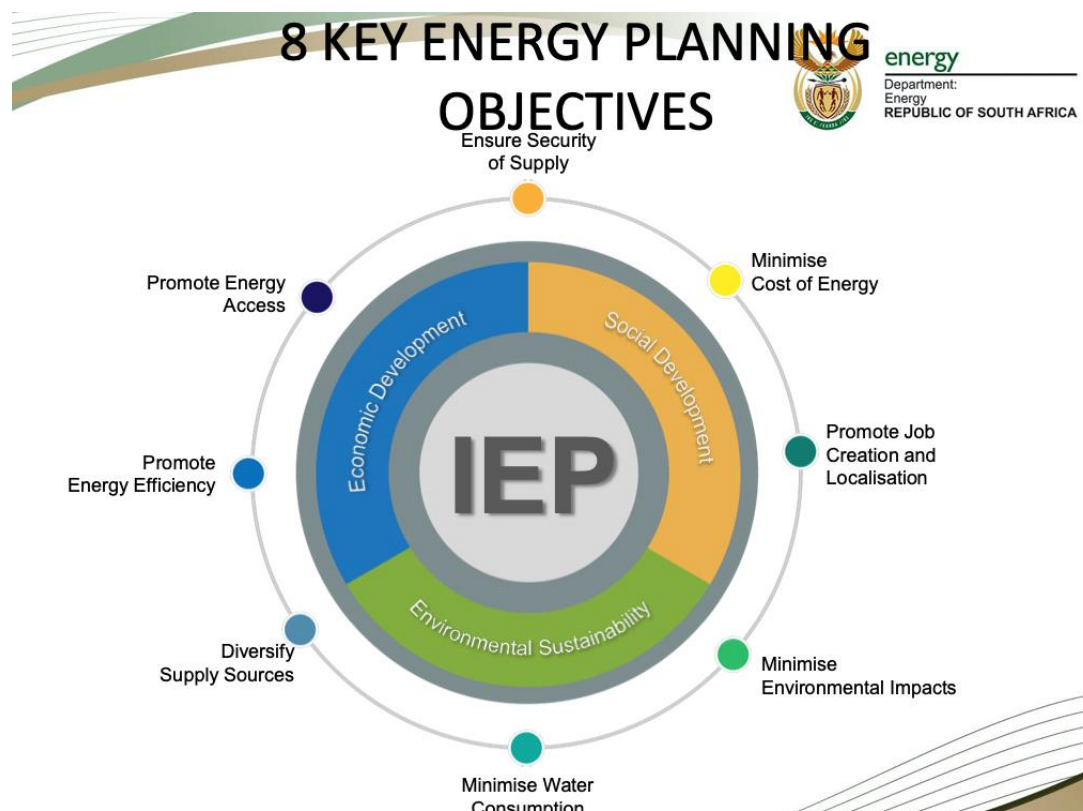 8 KEY ENERGY PLANNING
OBJECTIVES
energy
Department:
Energy
REPUBLIC OF SOUTH AFRICA
Ensure Security
of Supply
Minimise
Cost of Energy
Promote Job
Creation and
Localisation
Minimise
Environmental Impacts
Minimise Water
Consumption
Diversify
Supply Sources
Promote
Energy Efficiency
Promote Energy
Access
Economic Development
Social Development
Environmental Sustainability
IEP